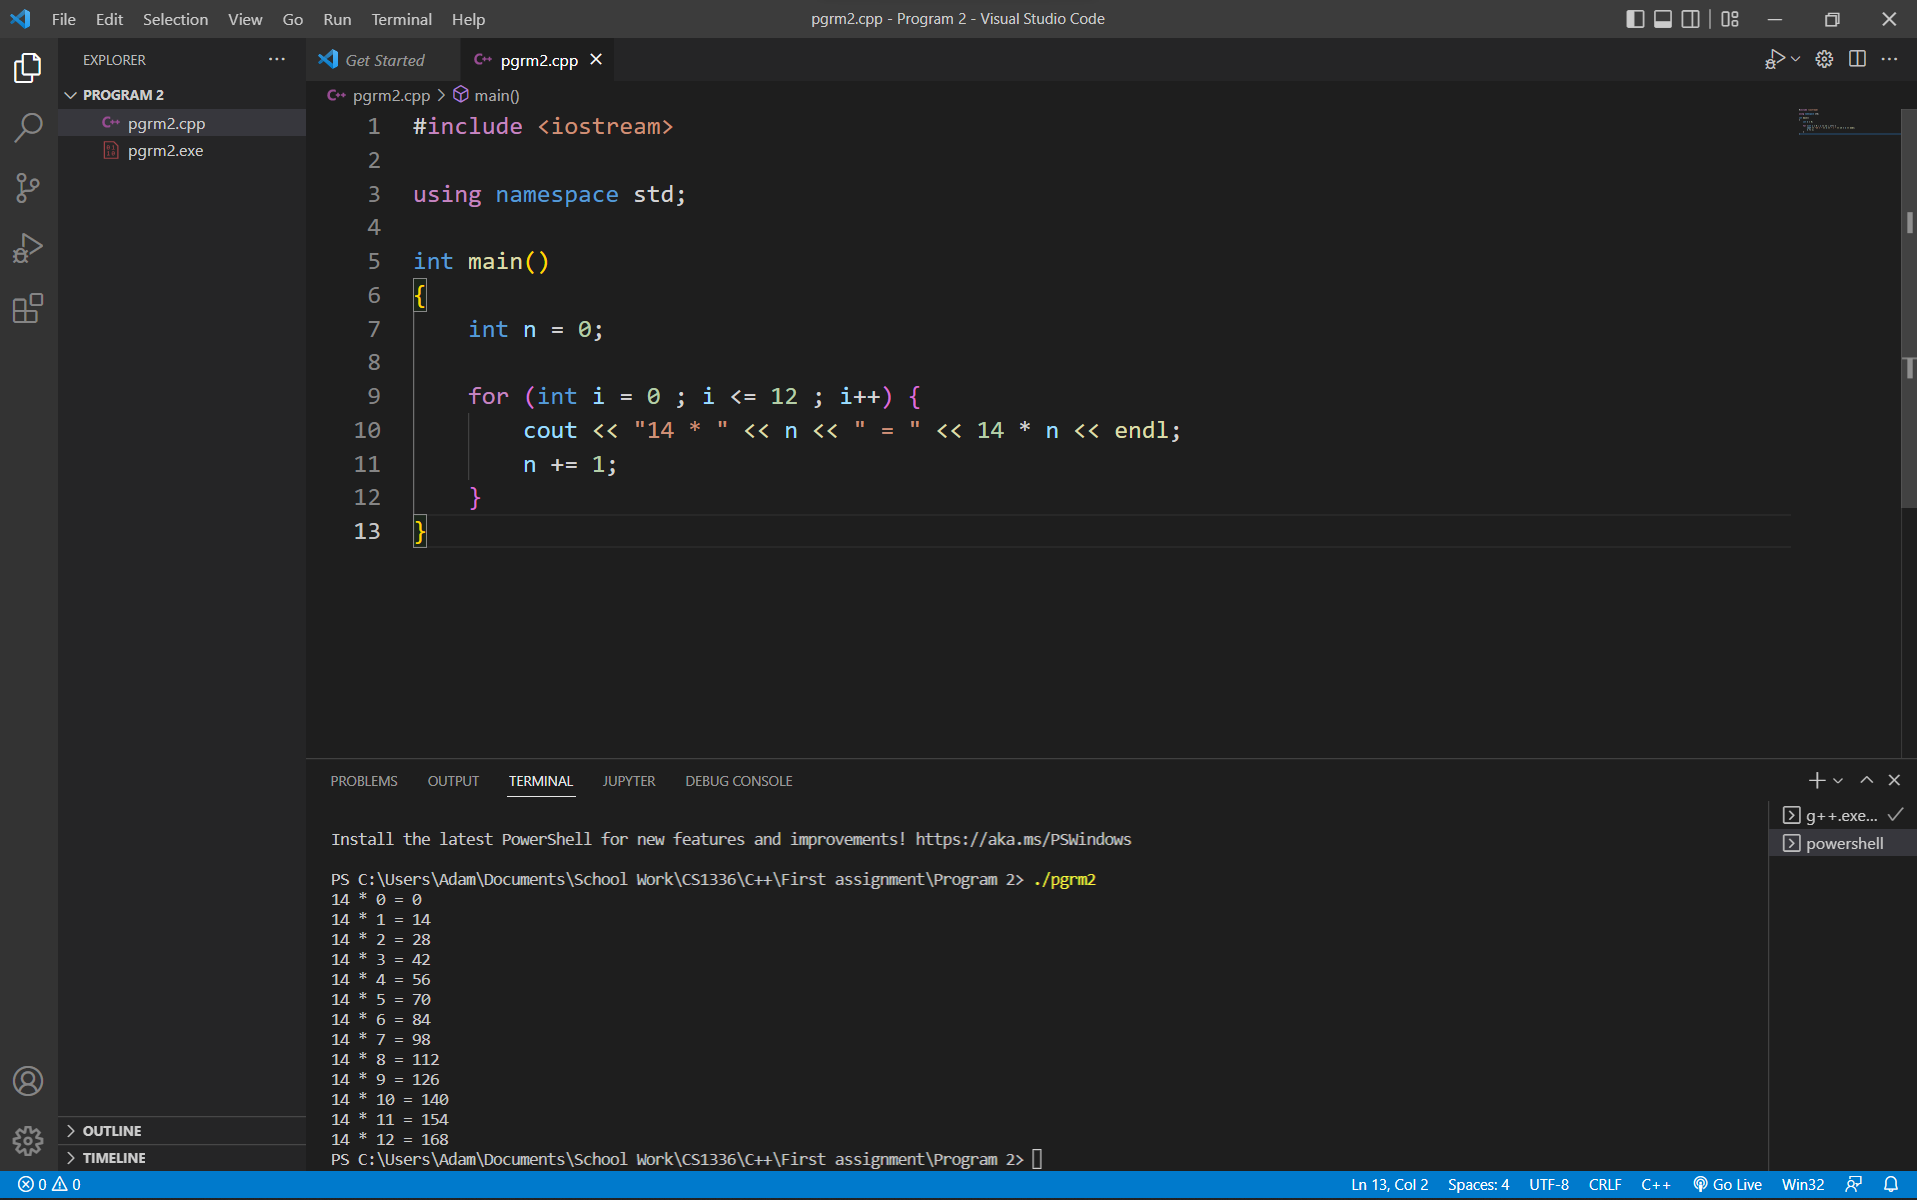 File Edit Selection View Go Run Terminal Help pgrm2.cpp - Program 2 - Visual Studio Code
EXPLORER
PROGRAM 2
pgrm2.cpp
pgrm2.exe
OUTLINE
TIMELINE
Get Started C++ pgrm2.cpp
pgrm2.cpp > main()
1 #include <iostream>
2
3 using namespace std;
4
5 int main()
6 {
7 int n = 0;
8
9 for (int i = 0 ; i <= 12 ; i++) {
10 cout << "14 * " << n << " = " << 14 * n << endl;
11 n += 1;
12 }
13 }
PROBLEMS OUTPUT TERMINAL JUPYTER DEBUG CONSOLE
Install the latest PowerShell for new features and improvements! https://aka.ms/PSWindows
PS C:\Users\Adam\Documents\School Work\CS1336\C++\First assignment\Program 2> ./pgrm2
14 * 0 = 0
14 * 1 = 14
14 * 2 = 28
14 * 3 = 42
14 * 4 = 56
14 * 5 = 70
14 * 6 = 84
14 * 7 = 98
14 * 8 = 112
14 * 9 = 126
14 * 10 = 140
14 * 11 = 154
14 * 12 = 168
PS C:\Users\Adam\Documents\School Work\CS1336\C++\First assignment\Program 2>
g++.exe...
powershell
0 0 Ln 13, Col 2 Spaces: 4 UTF-8 CRLF C++ Go Live Win32